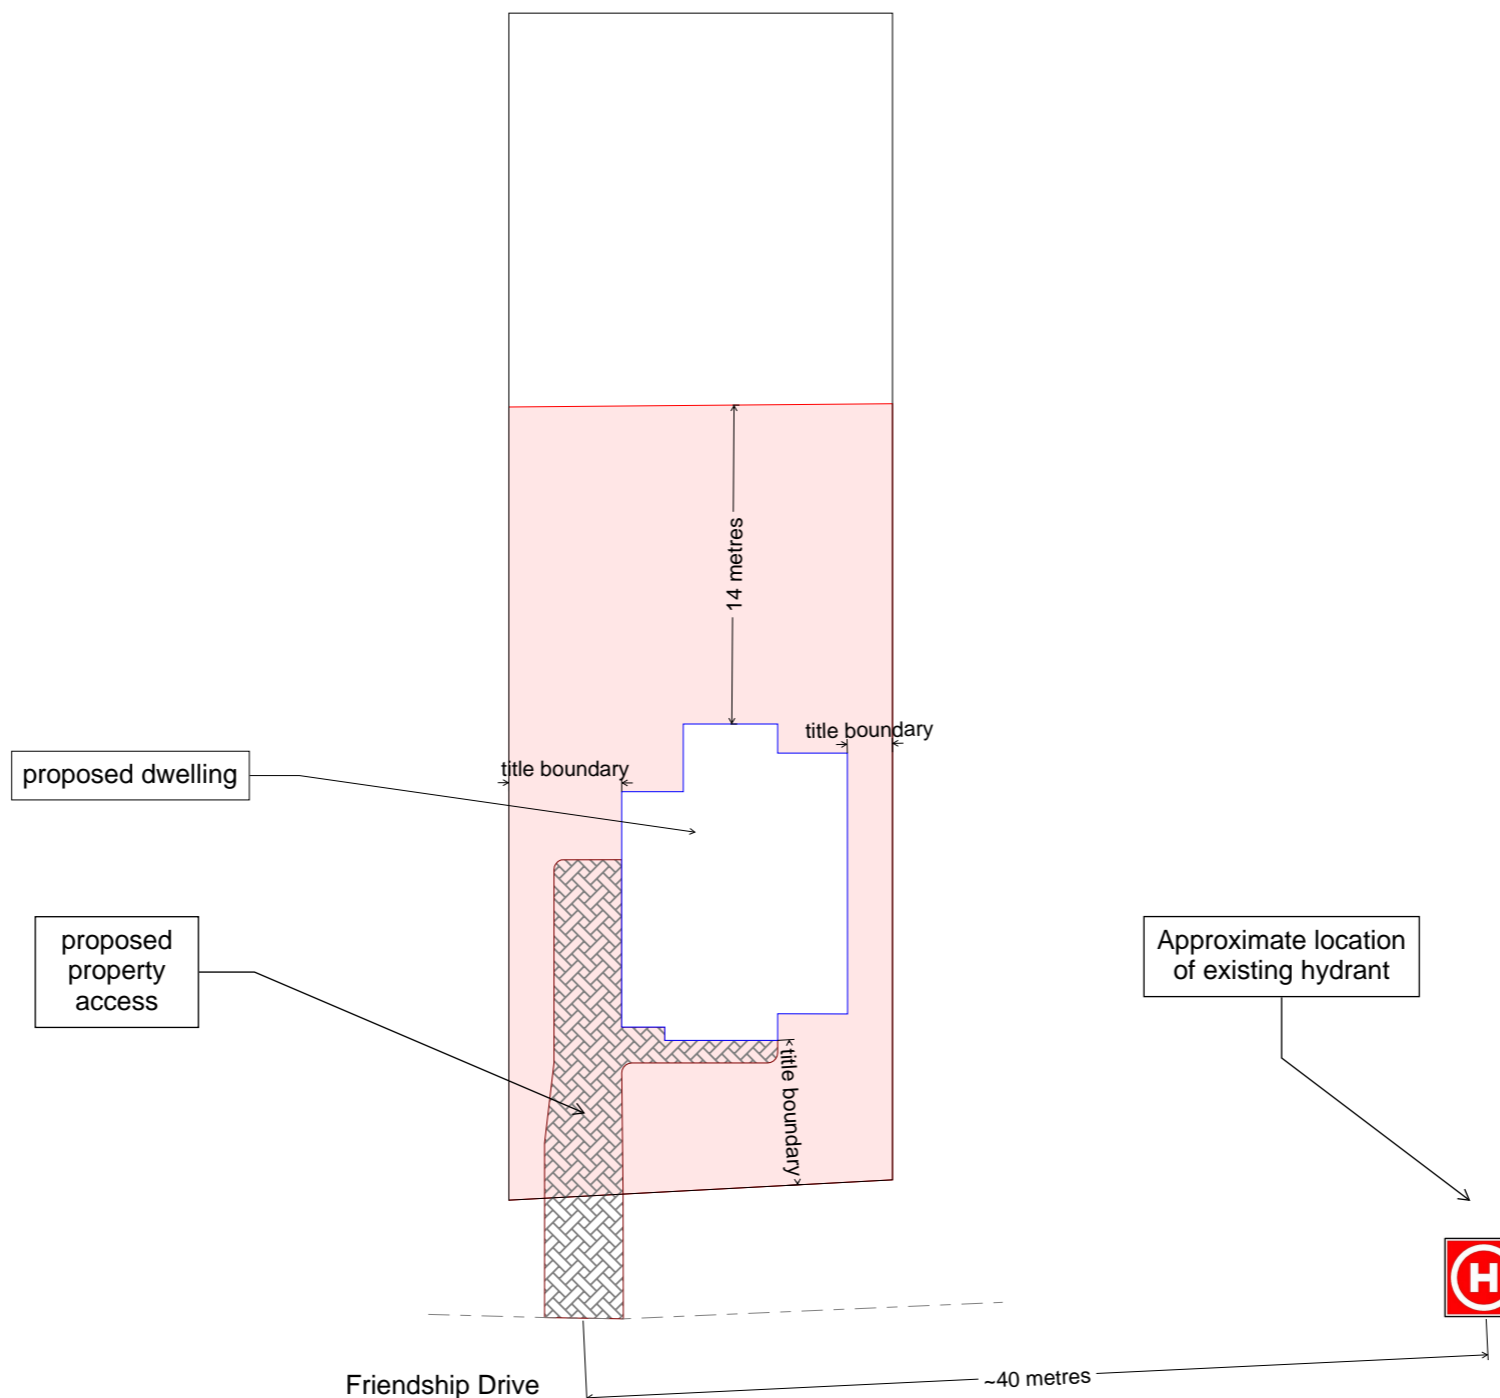 14 metres
title boundary
title boundary
proposed dwelling
proposed
property
access
Approximate location
of existing hydrant
title boundary
H
~40 metres
Friendship Drive